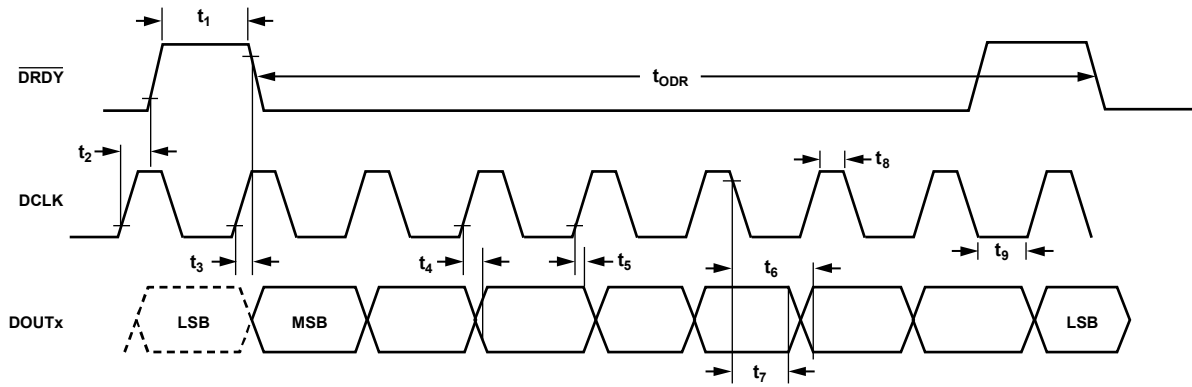 t1
DRDY
tODR
t2
t8
DCLK
t3
t4
t5
t6
t9
DOUTx
LSB
MSB
LSB
t7